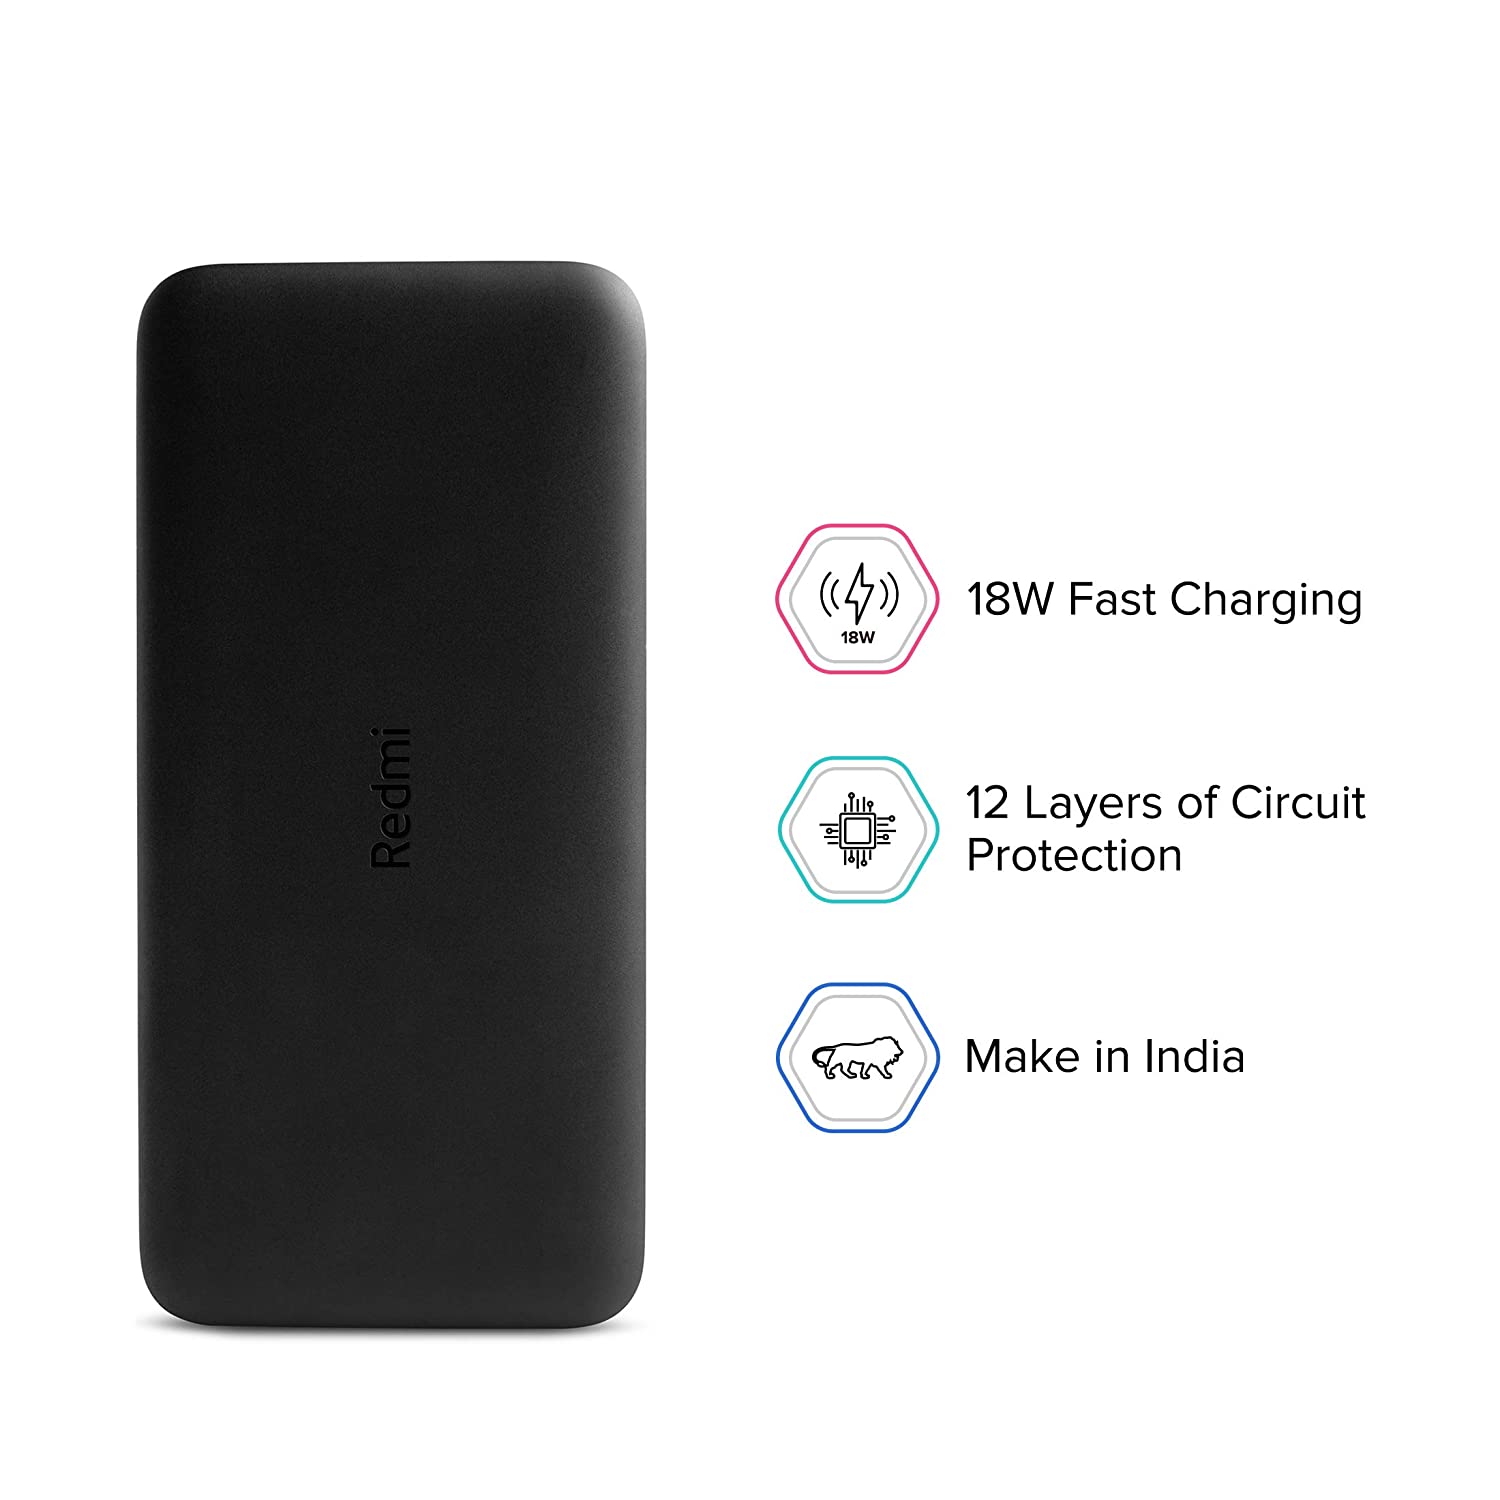 Redmi
18W
18W Fast Charging
12 Layers of Circuit
Protection
Make in India